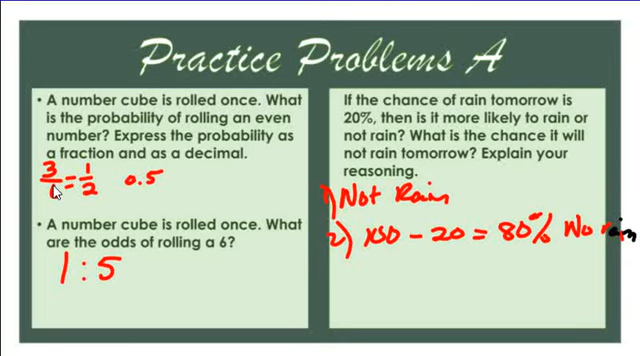 Practice Problems A
• A number cube is rolled once. What
is the probability of rolling an even
number? Express the probability as
a fraction and as a decimal.
3/6 = 1/2 0.5
• A number cube is rolled once. What
are the odds of rolling a 6?
1 : 5
If the chance of rain tomorrow is
20%, then is it more likely to rain or
not rain? What is the chance it will
not rain tomorrow? Explain your
reasoning.
1) Not Rain
2) 100 - 20 = 80% No rain